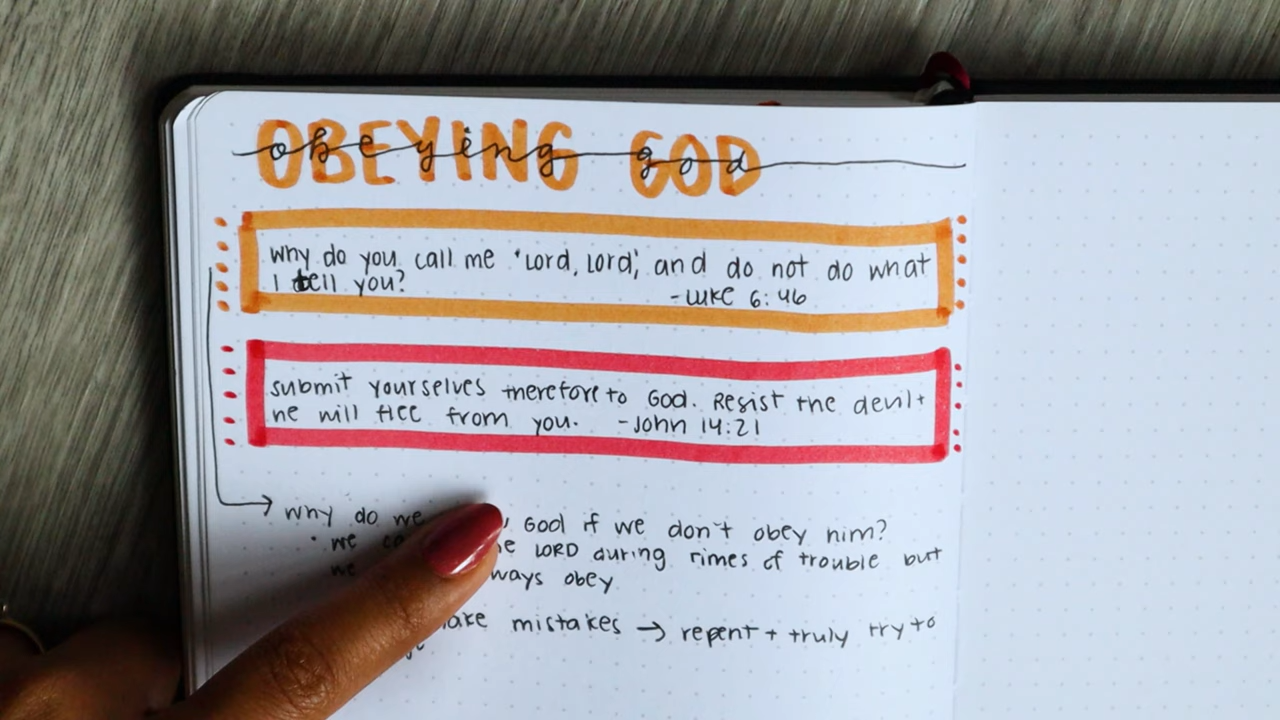 OBEYING GOD
obeying god
why do you call me 'Lord, Lord', and do not do what
I tell you?
-Luke 6:46
submit yourselves therefore to God. Resist the devil +
he will flee from you. -John 14:21
why do we God if we don't obey him?
we LORD during times of trouble but
we obey
mistakes → repent + truly try to